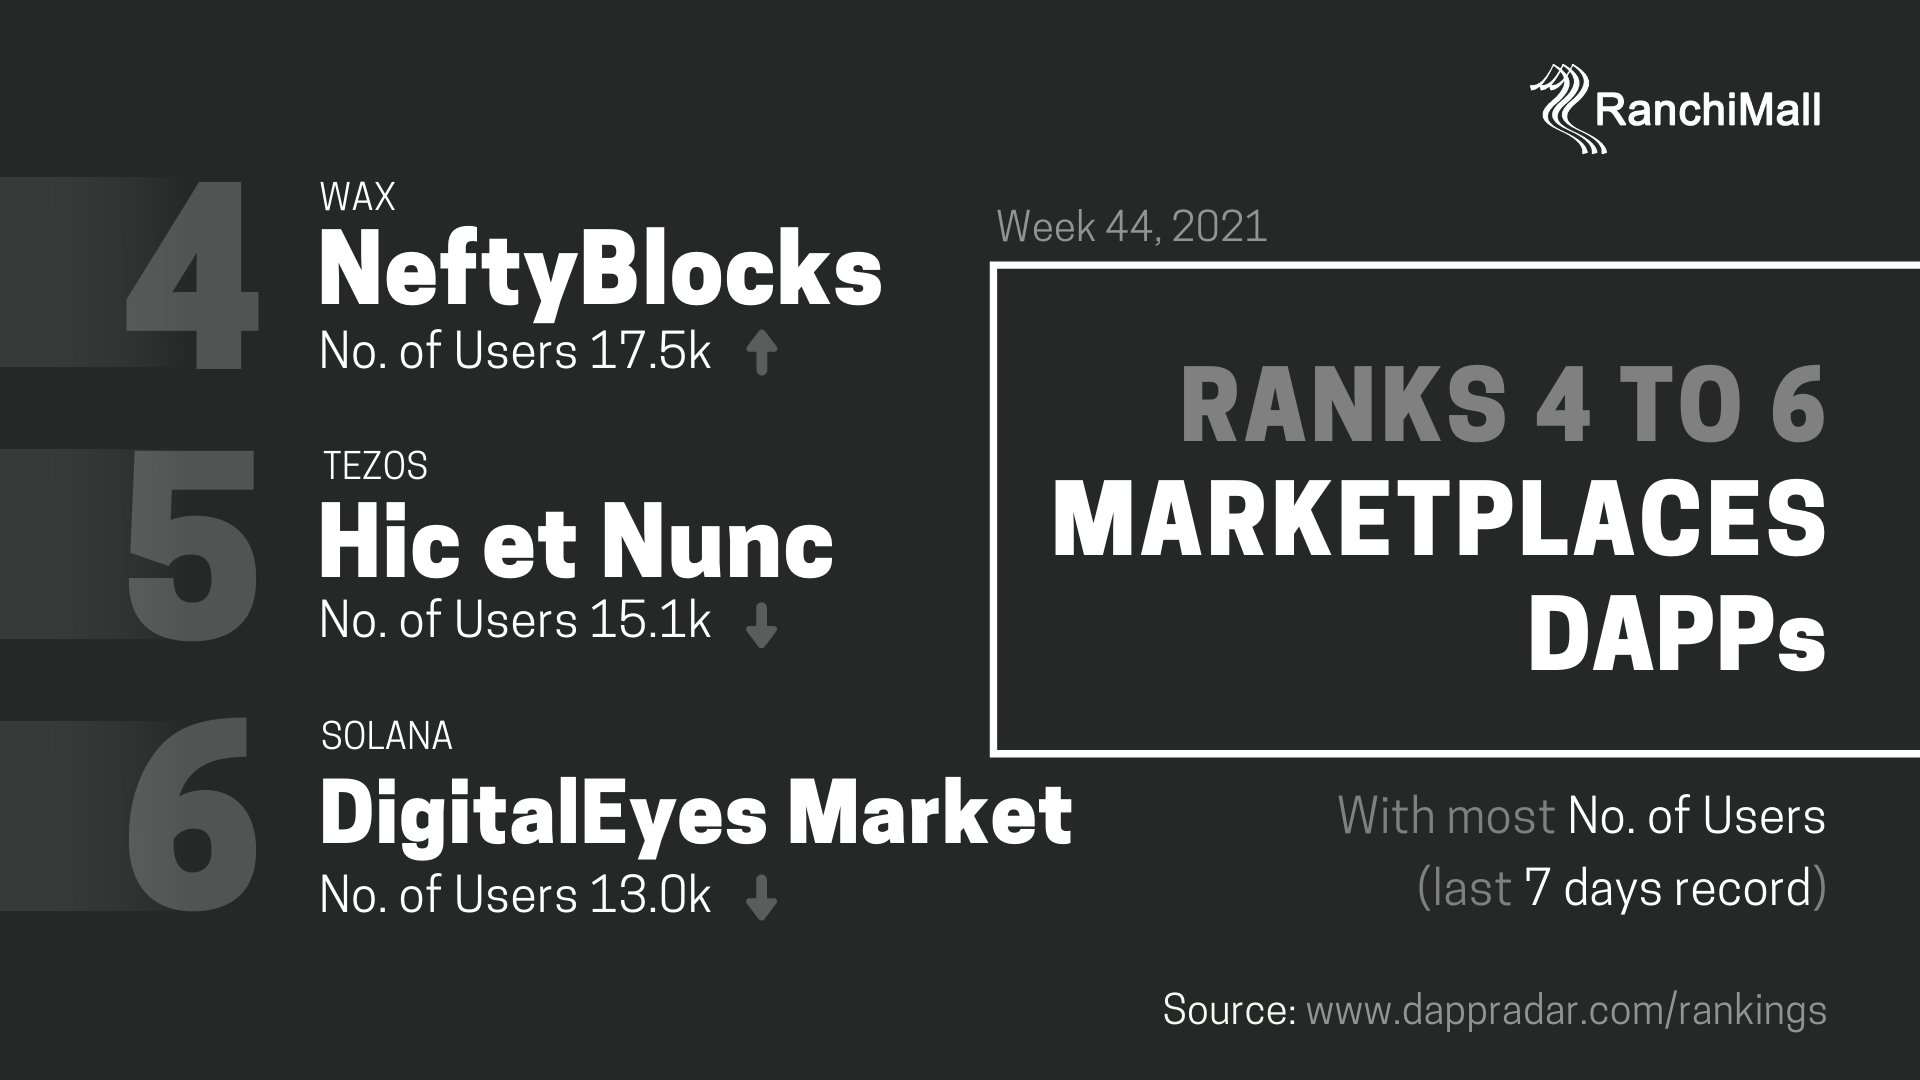 RanchiMall
4
WAX
NeftyBlocks
No. of Users 17.5k
5
TEZOS
Hic et Nunc
No. of Users 15.1k
6
SOLANA
DigitalEyes Market
No. of Users 13.0k
Week 44, 2021
RANKS 4 TO 6
MARKETPLACES
DAPPs
With most No. of Users
(last 7 days record)
Source: www.dappradar.com/rankings